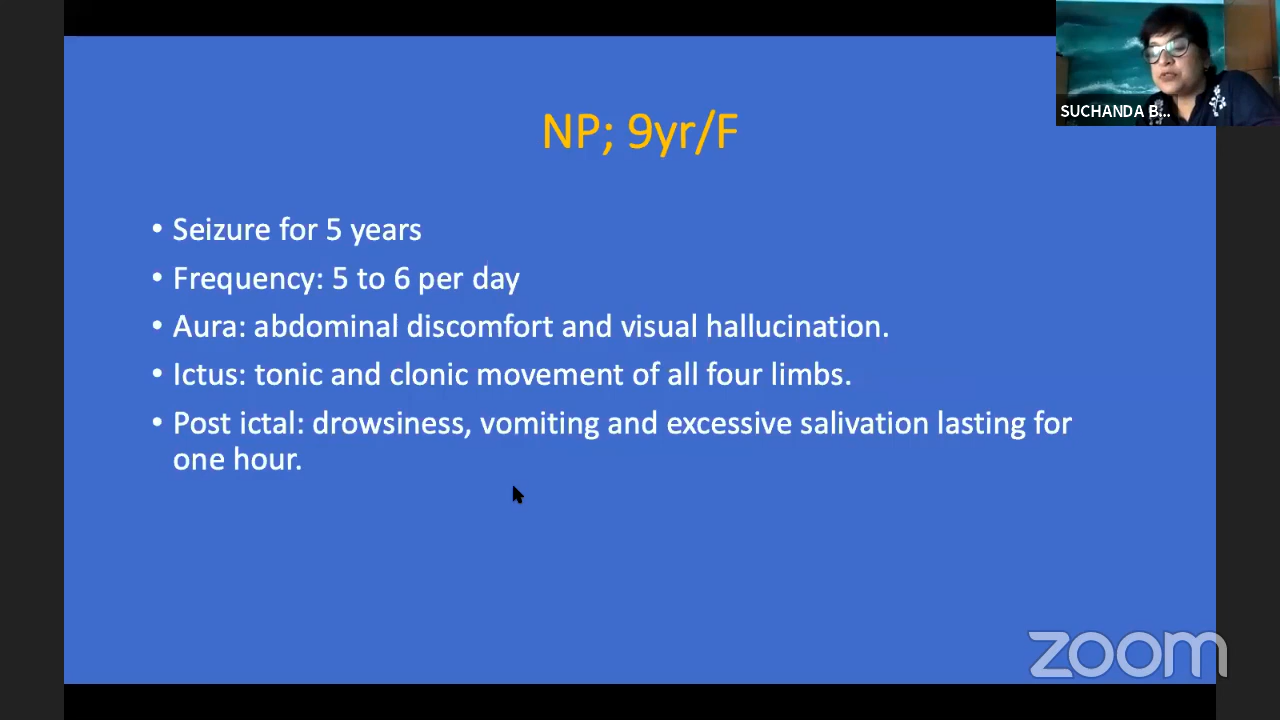 SUCHANDA B...
NP; 9yr/F
• Seizure for 5 years
• Frequency: 5 to 6 per day
• Aura: abdominal discomfort and visual hallucination.
• Ictus: tonic and clonic movement of all four limbs.
• Post ictal: drowsiness, vomiting and excessive salivation lasting for
one hour.
zoom